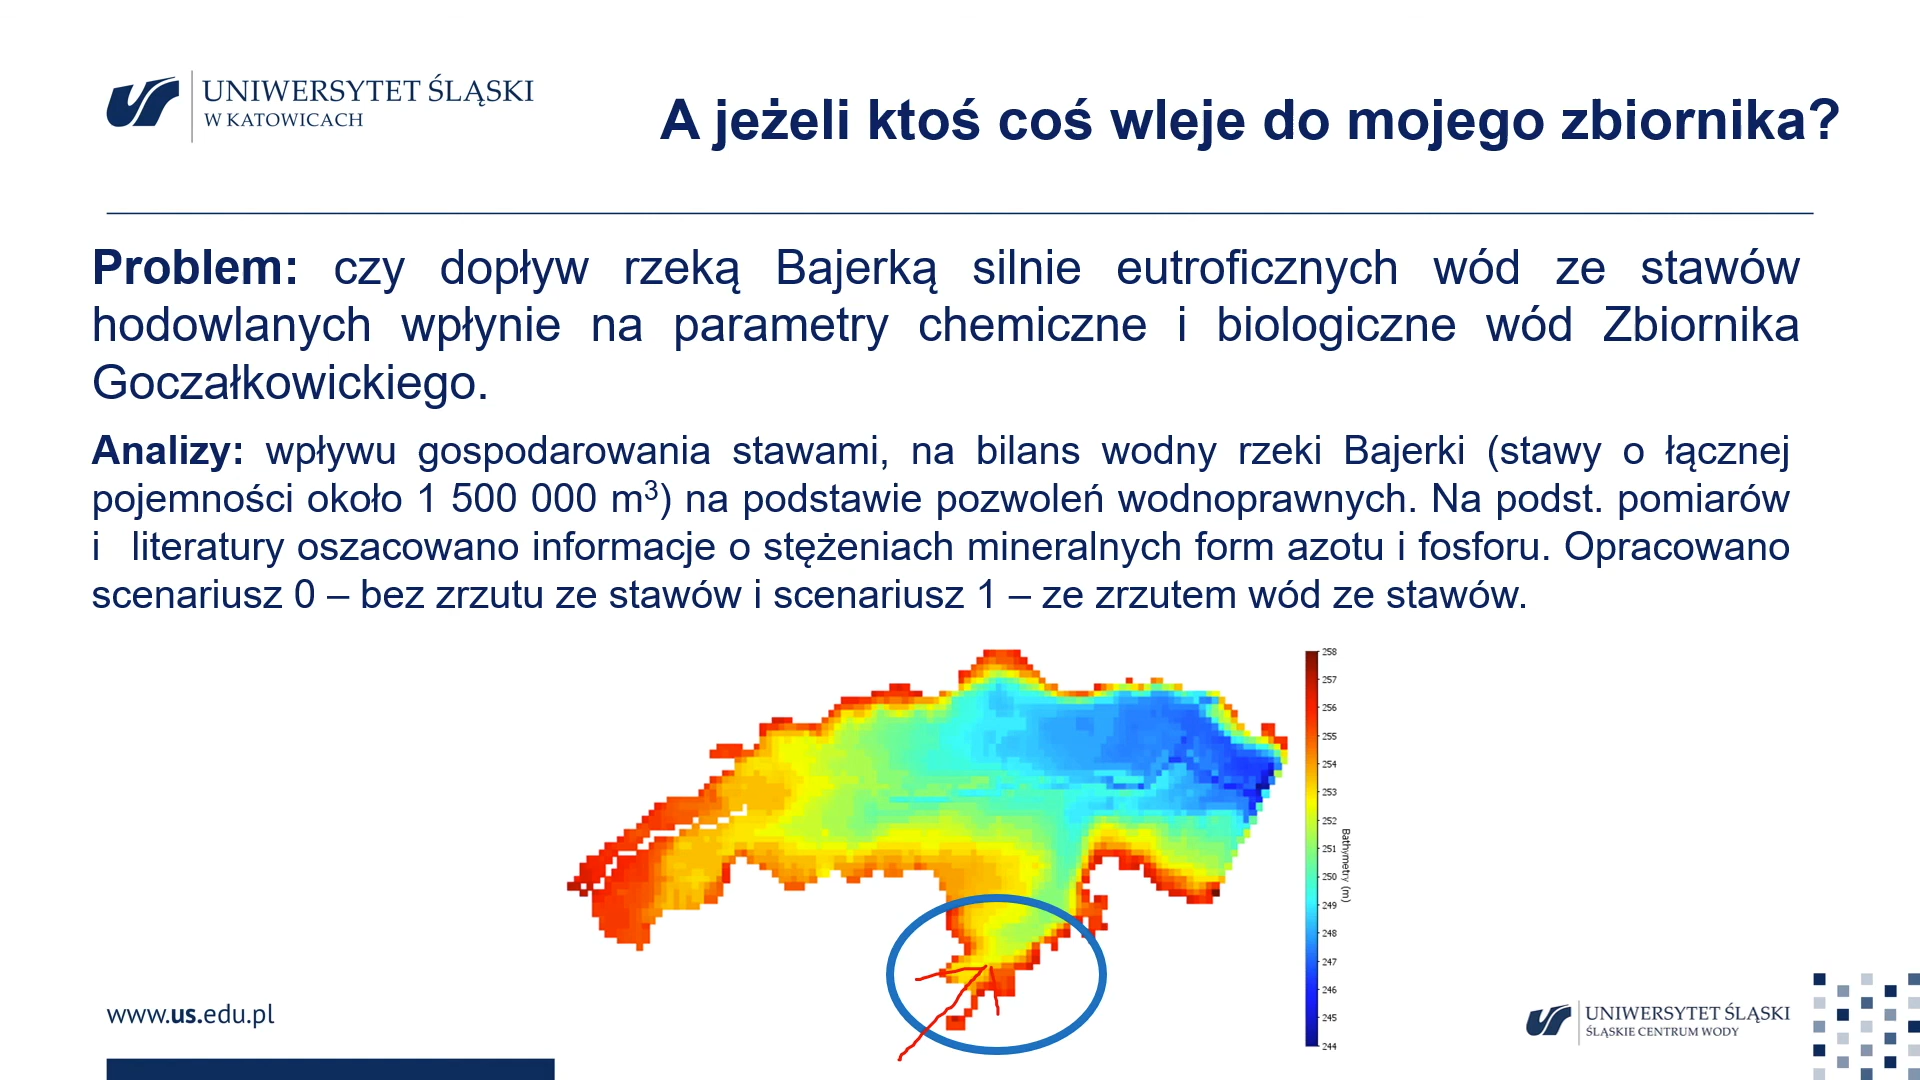 UNIWERSYTET ŚLĄSKI
W KATOWICACH
A jeżeli ktoś coś wleje do mojego zbiornika?
Problem: czy dopływ rzeką Bajerką silnie eutroficznych wód ze stawów
hodowlanych wpłynie na parametry chemiczne i biologiczne wód Zbiornika
Goczałkowickiego.
Analizy: wpływu gospodarowania stawami, na bilans wodny rzeki Bajerki (stawy o łącznej
pojemności około 1 500 000 m³) na podstawie pozwoleń wodnoprawnych. Na podst. pomiarów
i literatury oszacowano informacje o stężeniach mineralnych form azotu i fosforu. Opracowano
scenariusz 0 – bez zrzutu ze stawów i scenariusz 1 – ze zrzutem wód ze stawów.
258
257
256
255
254
253
252
251
250
249
248
247
246
245
244
Bathymetry (m)
www.us.edu.pl
UNIWERSYTET ŚLĄSKI
ŚLĄSKIE CENTRUM WODY